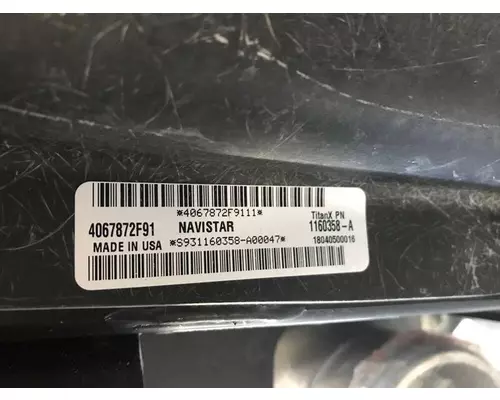 *4067872F9111*
4067872F91 NAVISTAR
TitanX PN
1160358-A
MADE IN USA *S931160358-A00047*
18040500016